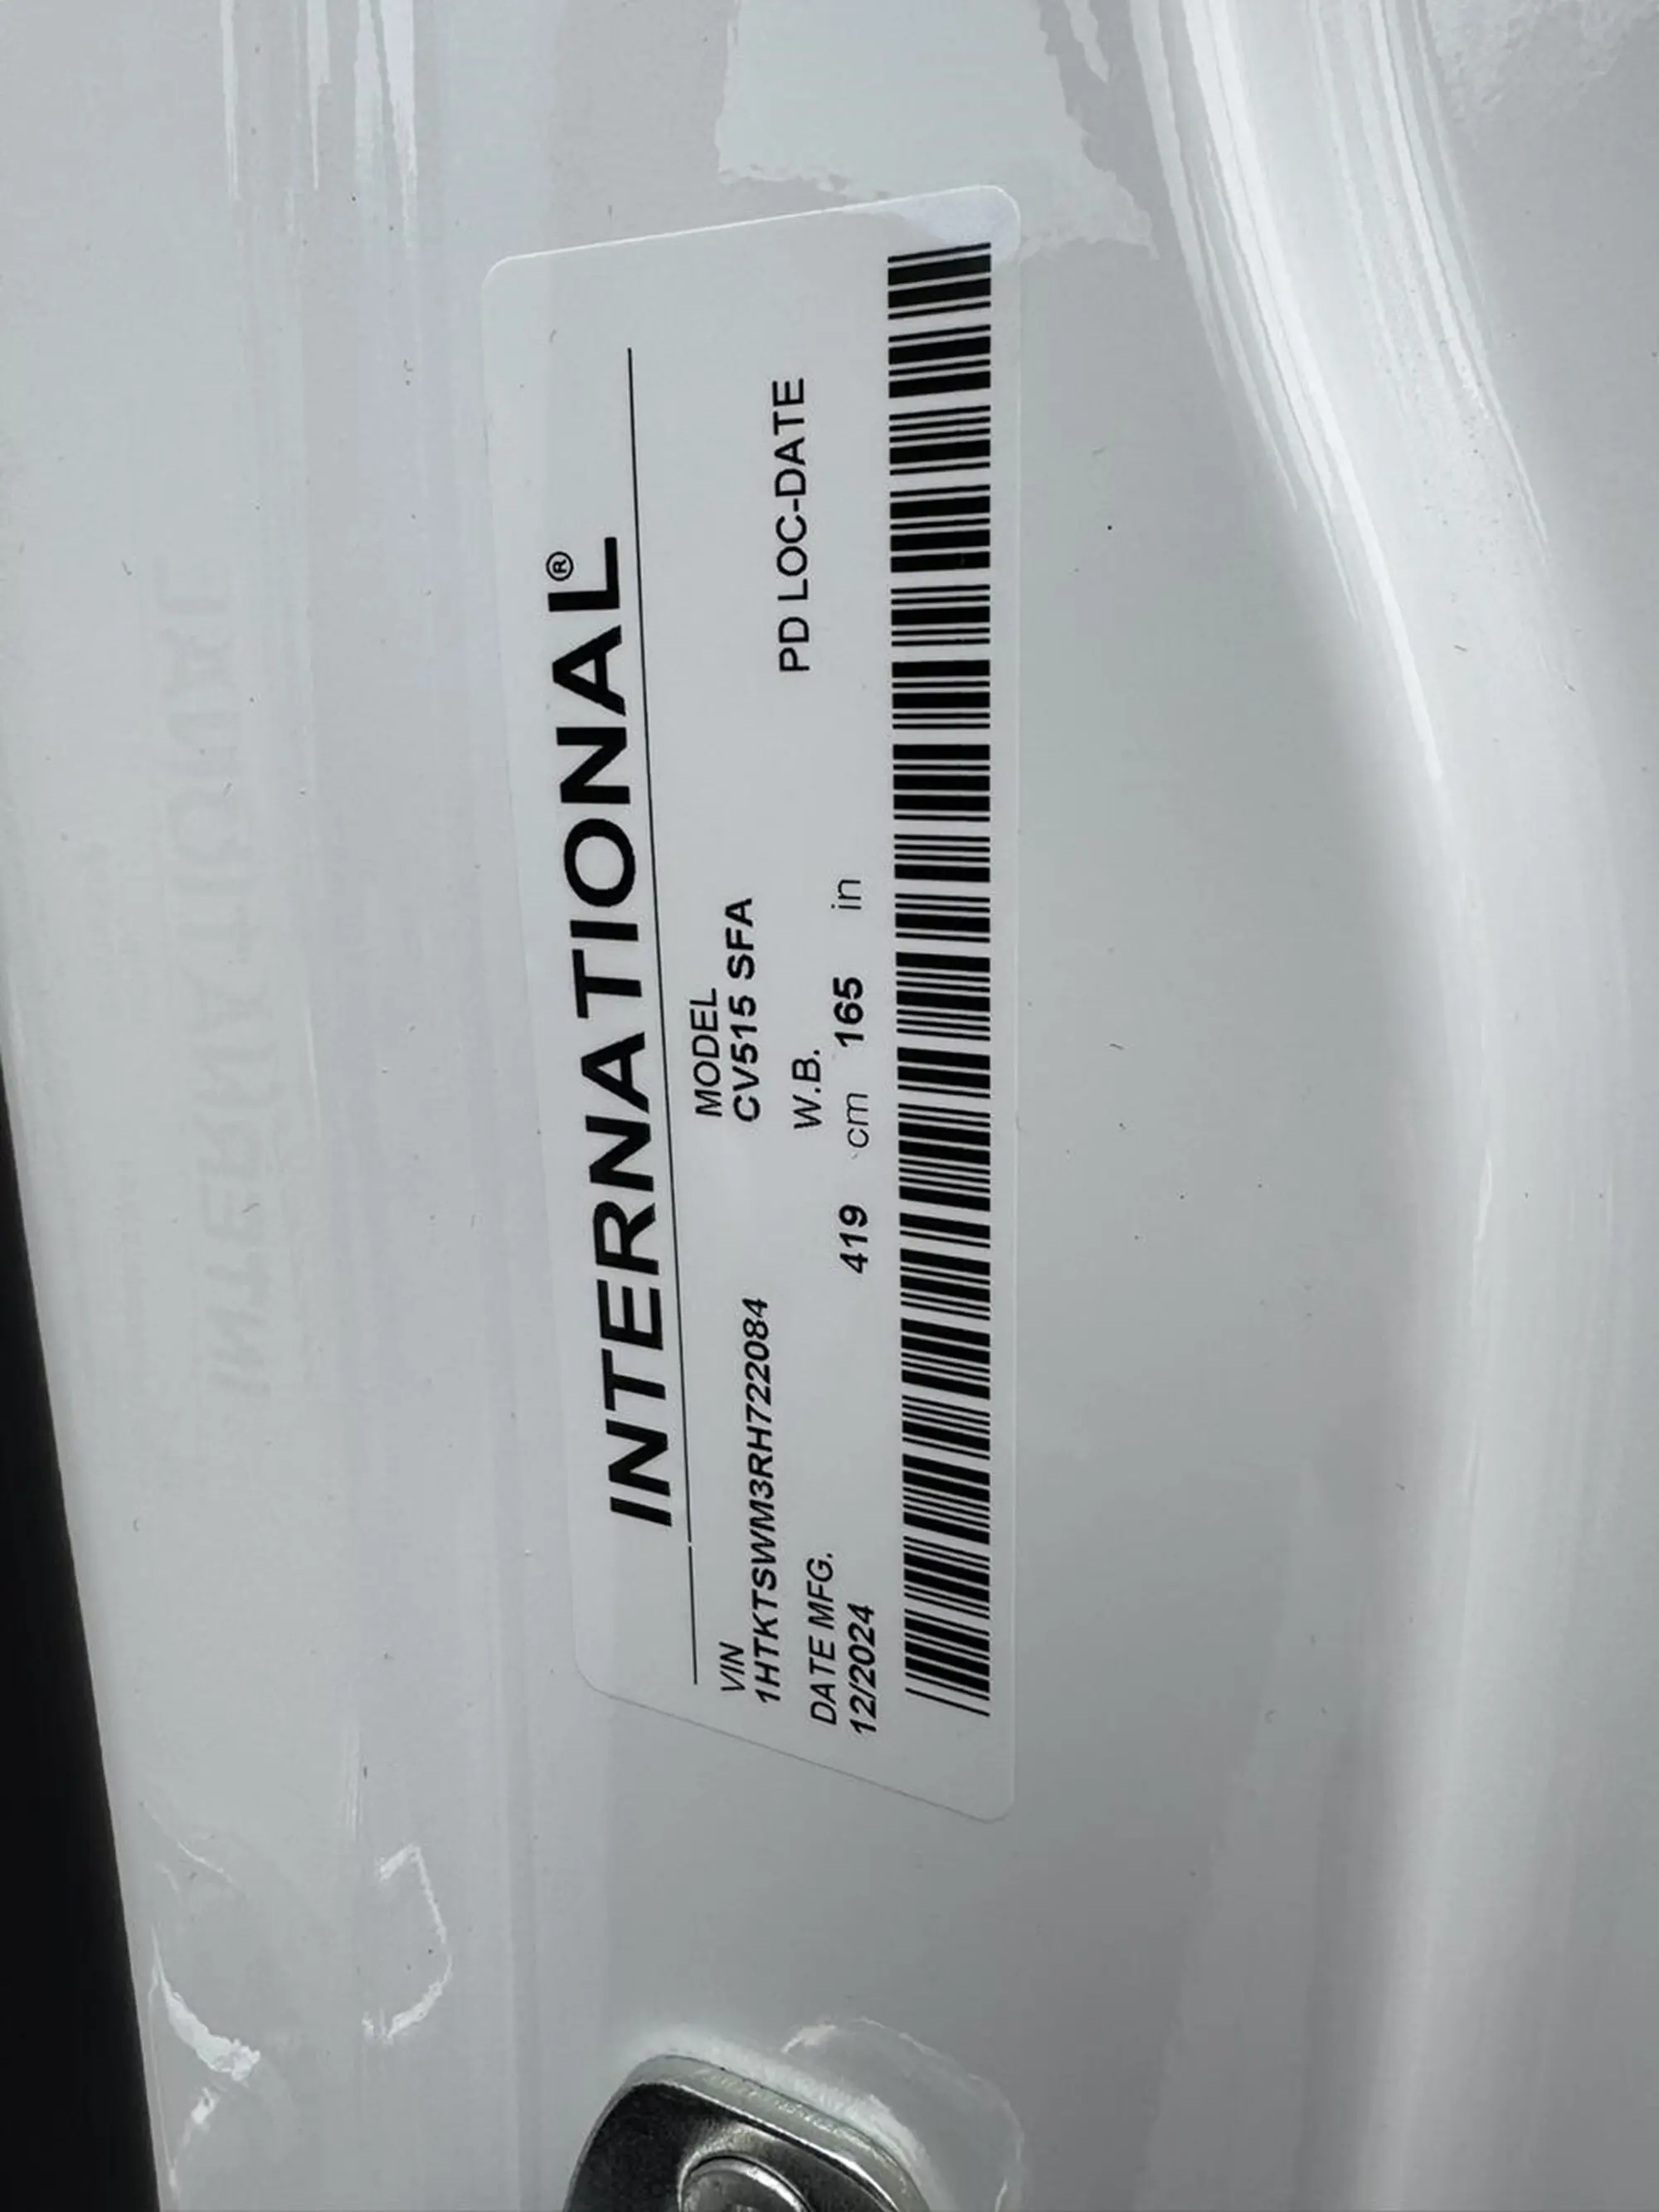 INTERNATIONAL®
VIN MODEL
1HTKTSWM3RH722084 CV515 SFA
DATE MFG. W.B. PD LOC-DATE
12/2024 419 cm 165 in